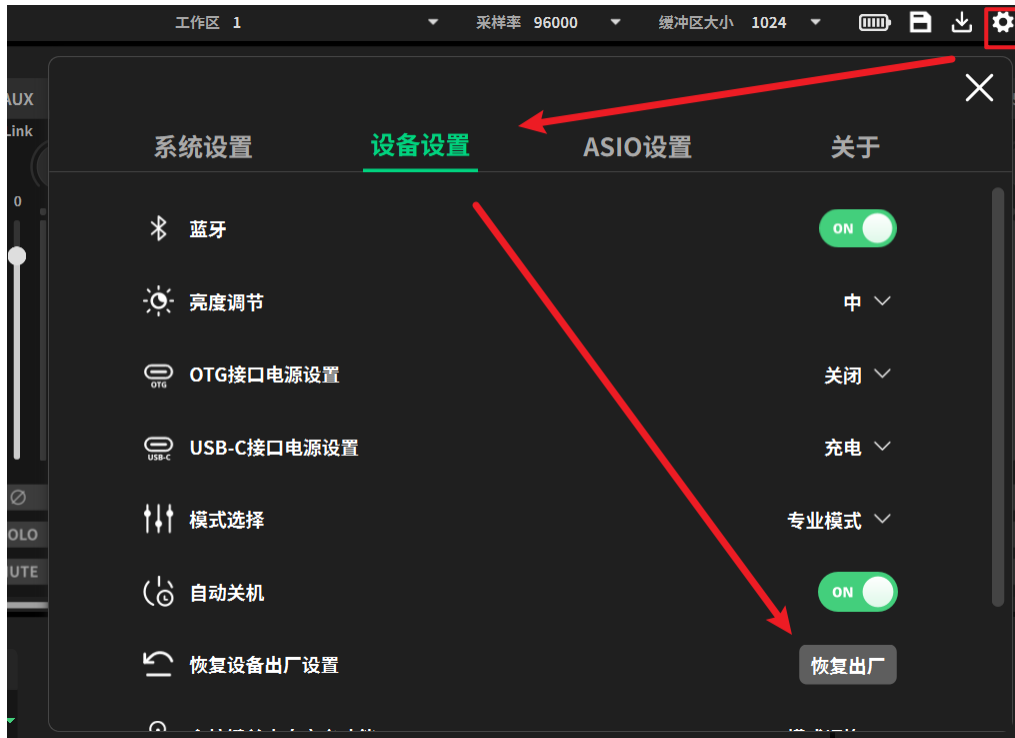 工作区 1 采样率 96000 缓冲区大小 1024
AUX
Link
0
系统设置 设备设置 ASIO设置 关于
蓝牙 ON
亮度调节 中
OTG OTG接口电源设置 关闭
USB-C USB-C接口电源设置 充电
模式选择 专业模式
OLO
UTE
自动关机 ON
恢复设备出厂设置 恢复出厂